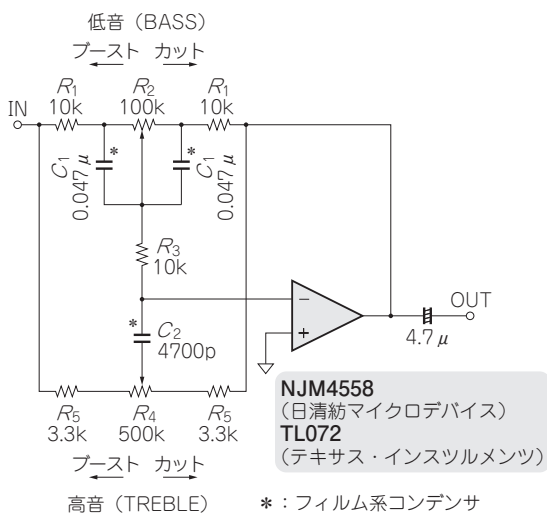 低音（BASS）
ブースト カット
IN
R1
10k
R2
100k
R1
10k
C1
0.047μ
*
*
C1
0.047μ
R3
10k
*
C2
4700p
−
+
OUT
4.7μ
R5
3.3k
R4
500k
R5
3.3k
ブースト カット
高音（TREBLE）
NJM4558
（日清紡マイクロデバイス）
TL072
（テキサス・インスツルメンツ）
*：フィルム系コンデンサ